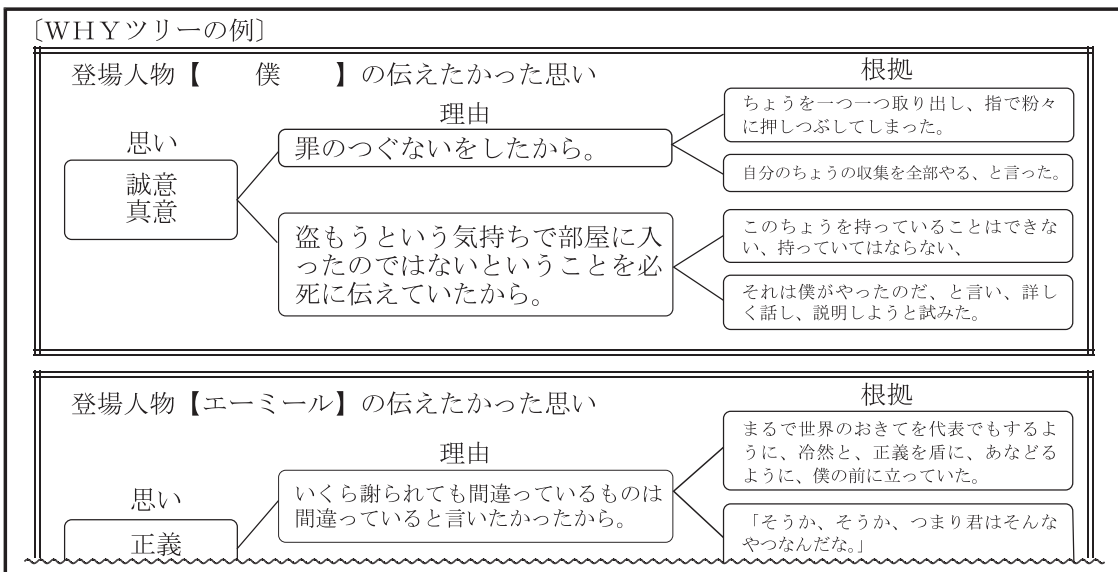 〔ＷＨＹツリーの例〕
登場人物【　　僕　　】の伝えたかった思い
根拠
理由
思い
誠意
真意
罪のつぐないをしたから。
ちょうを一つ一つ取り出し、指で粉々
に押しつぶしてしまった。
自分のちょうの収集を全部やる、と言った。
盗もうという気持ちで部屋に入
ったのではないということを必
死に伝えていたから。
このちょうを持っていることはできな
い、持っていてはならない、
それは僕がやったのだ、と言い、詳し
く話し、説明しようと試みた。
登場人物【エーミール】の伝えたかった思い
根拠
理由
思い
正義
いくら謝られても間違っているものは
間違っていると言いたかったから。
まるで世界のおきてを代表でもするよ
うに、冷然と、正義を盾に、あなどる
ように、僕の前に立っていた。
「そうか、そうか、つまり君はそんな
やつなんだな。」